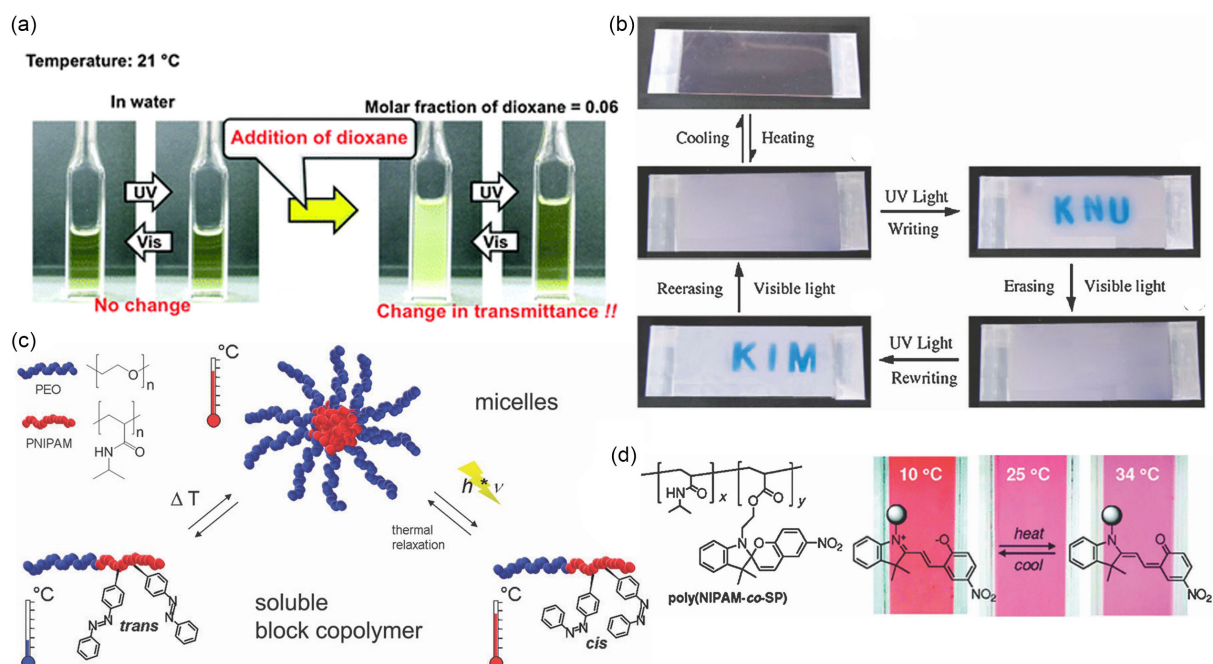 (a)
Temperature: 21 °C
In water
Molar fraction of dioxane = 0.06
Addition of dioxane
UV
Vis
UV
Vis
No change
Change in transmittance !!
(b)
Cooling
Heating
UV Light
Writing
KNU
Reerasing
Visible light
Erasing
Visible light
KIM
UV Light
Rewriting
(c)
°C
PEO
O
n
PNIPAM
n
HN
O
micelles
Δ T
h * ν
thermal
relaxation
°C
trans
N
N
N
N
soluble
block copolymer
°C
cis
N
N
N
N
(d)
x
y
HN
O
O
O
N
O
NO₂
poly(NIPAM-co-SP)
10 °C
25 °C
34 °C
N⁺
⁻O
NO₂
heat
cool
N
O
NO₂